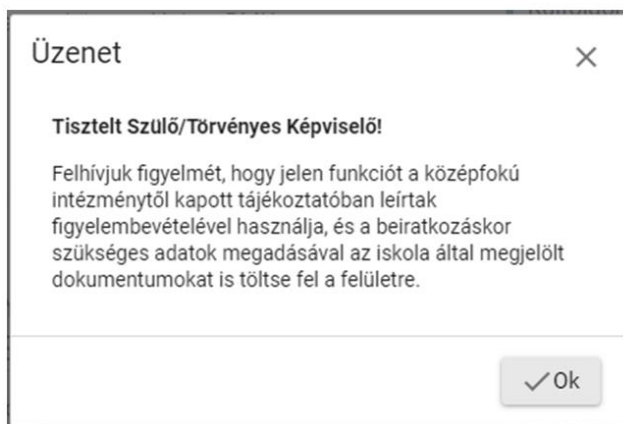 Üzenet
Tisztelt Szülő/Törvényes Képviselő!
Felhívjuk figyelmét, hogy jelen funkciót a középfokú
intézménytől kapott tájékoztatóban leírtak
figyelembevételével használja, és a beiratkozáskor
szükséges adatok megadásával az iskola által megjelölt
dokumentumokat is töltse fel a felületre.
Ok